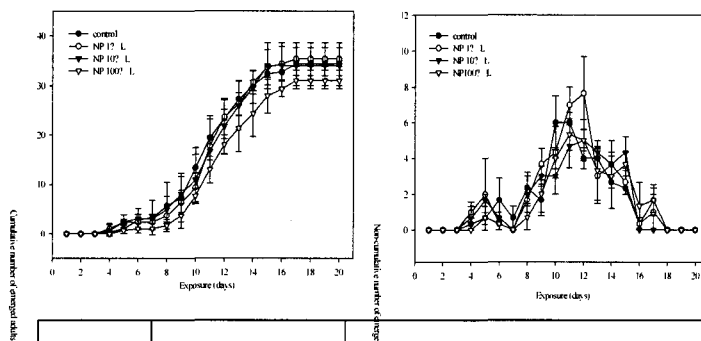 control
NP 1? L
NP 10? L
NP 100? L
40
30
20
10
0
0 2 4 6 8 10 12 14 16 18 20
Exposure (days)
Cumulative number of emerged adults
control
NP 1? L
NP 10? L
NP100? L
12
10
8
6
4
2
0
0 2 4 6 8 10 12 14 16 18 20
Exposure (days)
Non-cumulative number of emerge